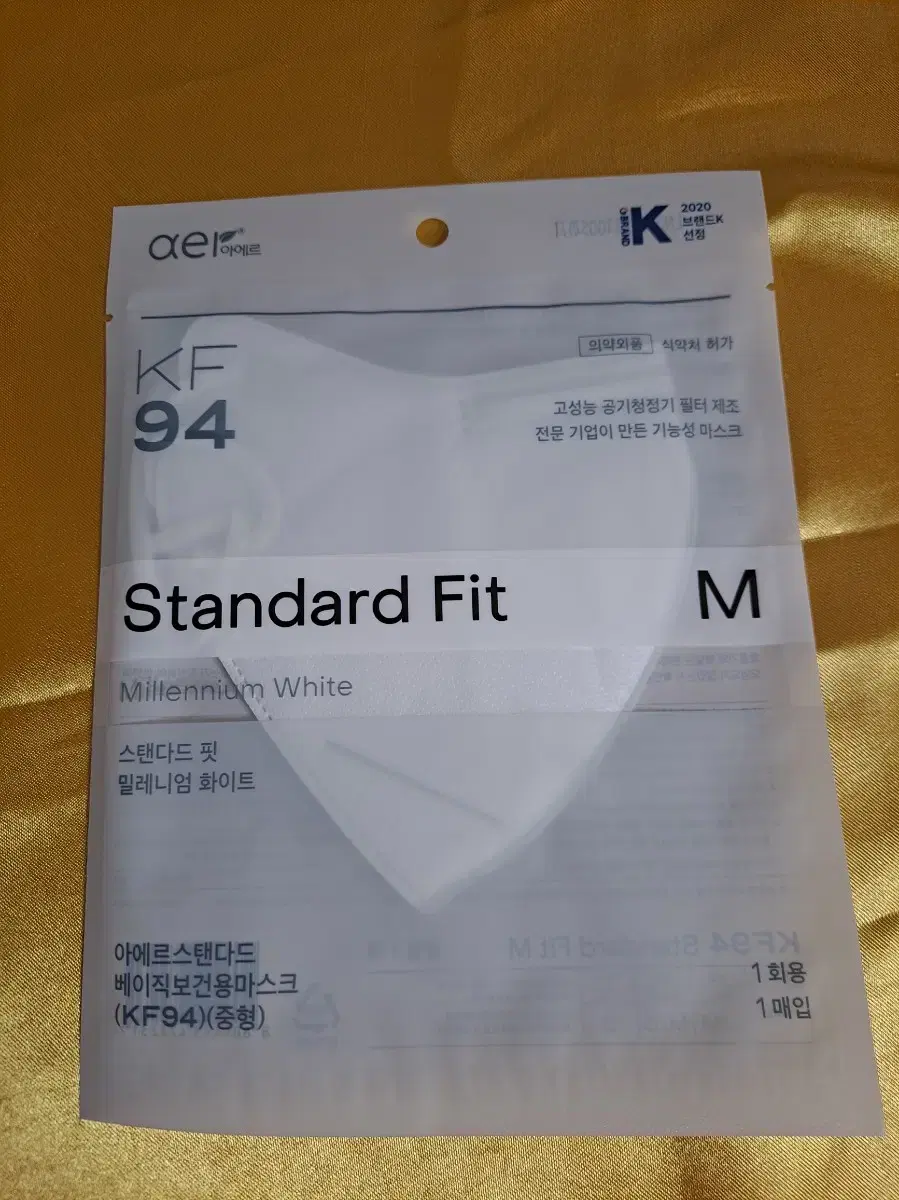 aer
아에르
BRAND K
2020
브랜드K
선정
KF
94
의약외품 식약처 허가
고성능 공기청정기 필터 제조
전문 기업이 만든 기능성 마스크
Standard Fit M
Millennium White
스탠다드 핏
밀레니엄 화이트
아에르스탠다드
베이직보건용마스크
(KF94)(중형)
1회용
1매입
KF94 Standard Fit M